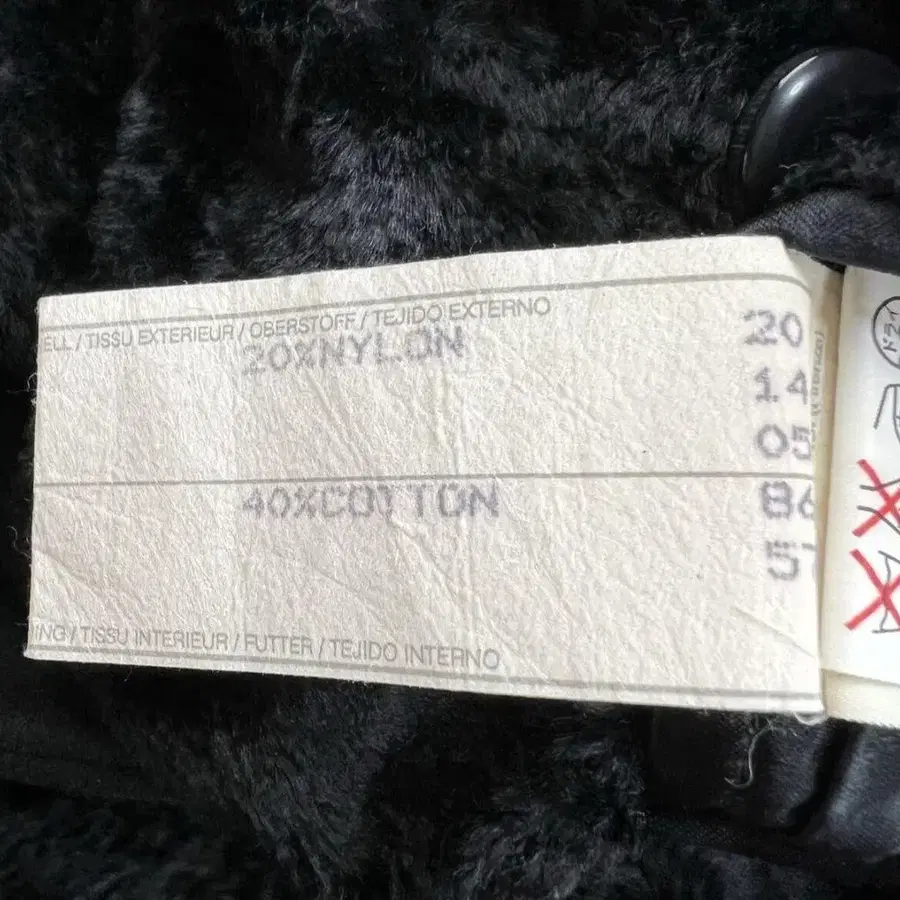 ELL / TISSU EXTERIEUR / OBERSTOFF / TEJIDO EXTERNO
20%NYLON 20
14
05
40%COTTON 86
57
ING / TISSU INTERIEUR / FUTTER / TEJIDO INTERNO